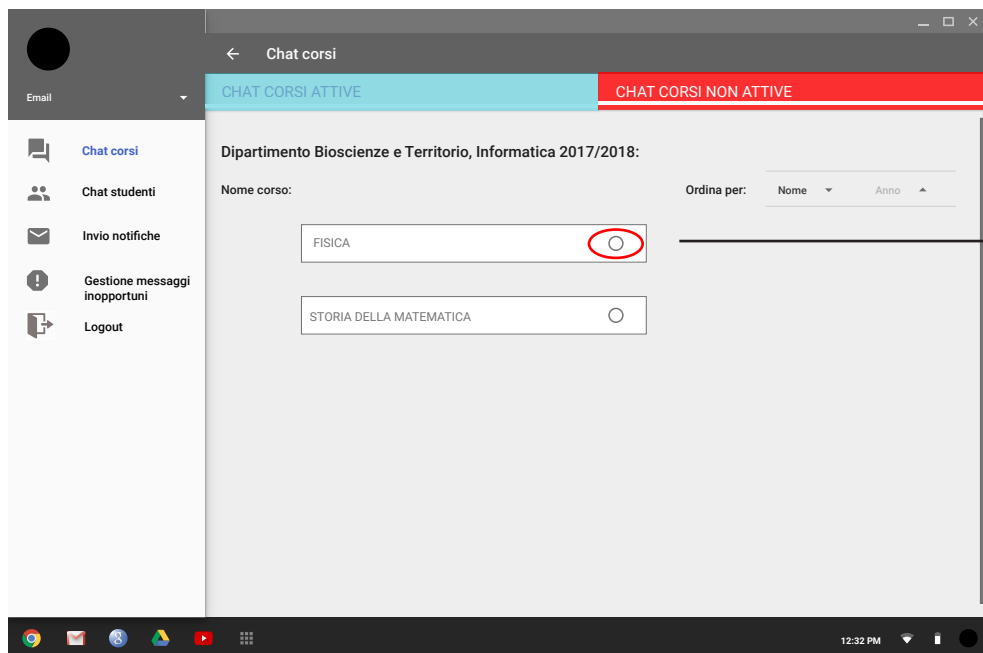 Chat corsi
Email
CHAT CORSI ATTIVE
CHAT CORSI NON ATTIVE
Chat corsi
Chat studenti
Invio notifiche
Gestione messaggi
inopportuni
Logout
Dipartimento Bioscienze e Territorio, Informatica 2017/2018:
Nome corso:
Ordina per:
Nome
Anno
FISICA
STORIA DELLA MATEMATICA
12:32 PM